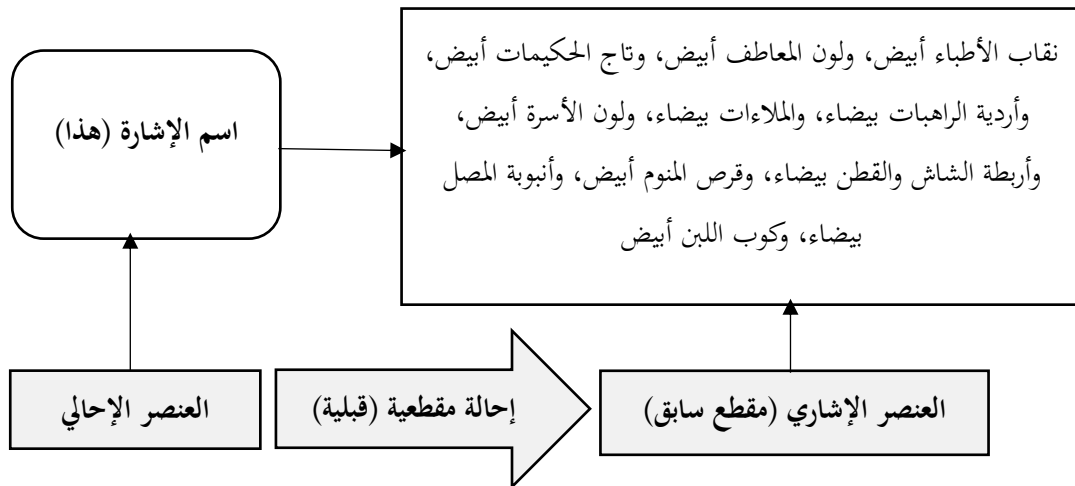 نقاب الأطباء أبيض، ولون المعاطف أبيض، وتاج الحكيمات أبيض،
وأردية الراهبات بيضاء، والملاءات بيضاء، ولون الأسرة أبيض،
وأربطة الشاش والقطن بيضاء، وقرص المنوم أبيض، وأنبوبة المصل
بيضاء، وكوب اللبن أبيض
اسم الإشارة (هذا)
العنصر الإحالي
إحالة مقطعية (قبلية)
العنصر الإشاري (مقطع سابق)